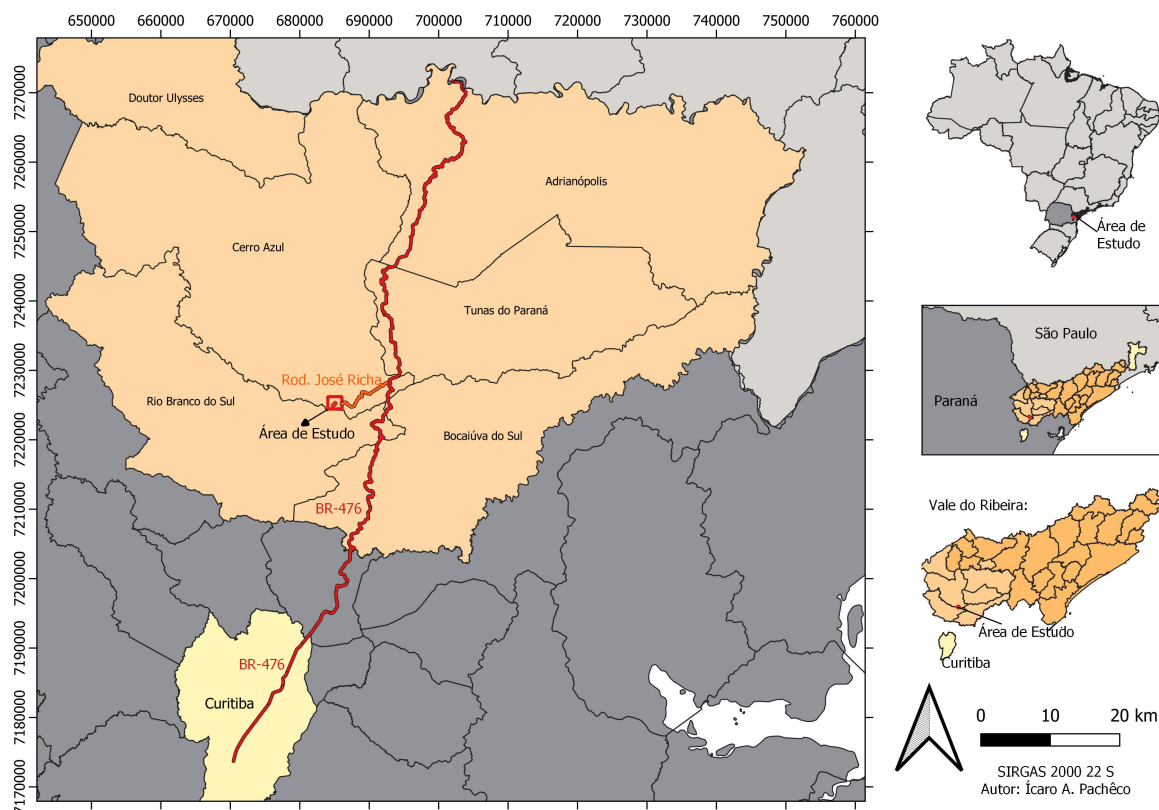 650000 660000 670000 680000 690000 700000 710000 720000 730000 740000 750000 760000
7270000
7260000
7250000
7240000
7230000
7220000
7210000
7200000
7190000
7180000
7170000
Doutor Ulysses
Adrianópolis
Cerro Azul
Tunas do Paraná
Rod. José Richa
Rio Branco do Sul
Área de Estudo
Bocaiúva do Sul
BR-476
BR-476
Curitiba
Área de
Estudo
São Paulo
Paraná
Vale do Ribeira:
Área de Estudo
Curitiba
0 10 20 km
SIRGAS 2000 22 S
Autor: Ícaro A. Pachêco